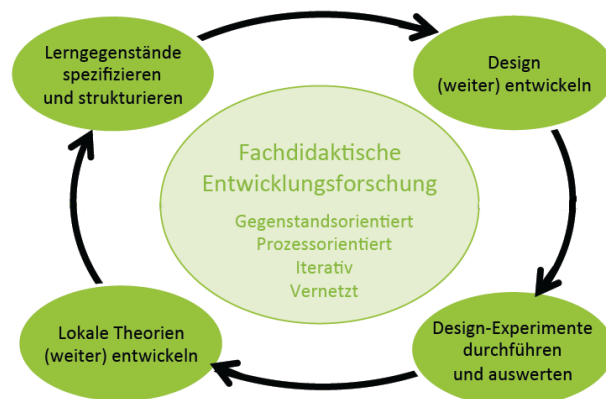 Lerngegenstände
spezifizieren
und strukturieren
Design
(weiter) entwickeln
Fachdidaktische
Entwicklungsforschung
Gegenstandsorientiert
Prozessorientiert
Iterativ
Vernetzt
Lokale Theorien
(weiter) entwickeln
Design-Experimente
durchführen
und auswerten